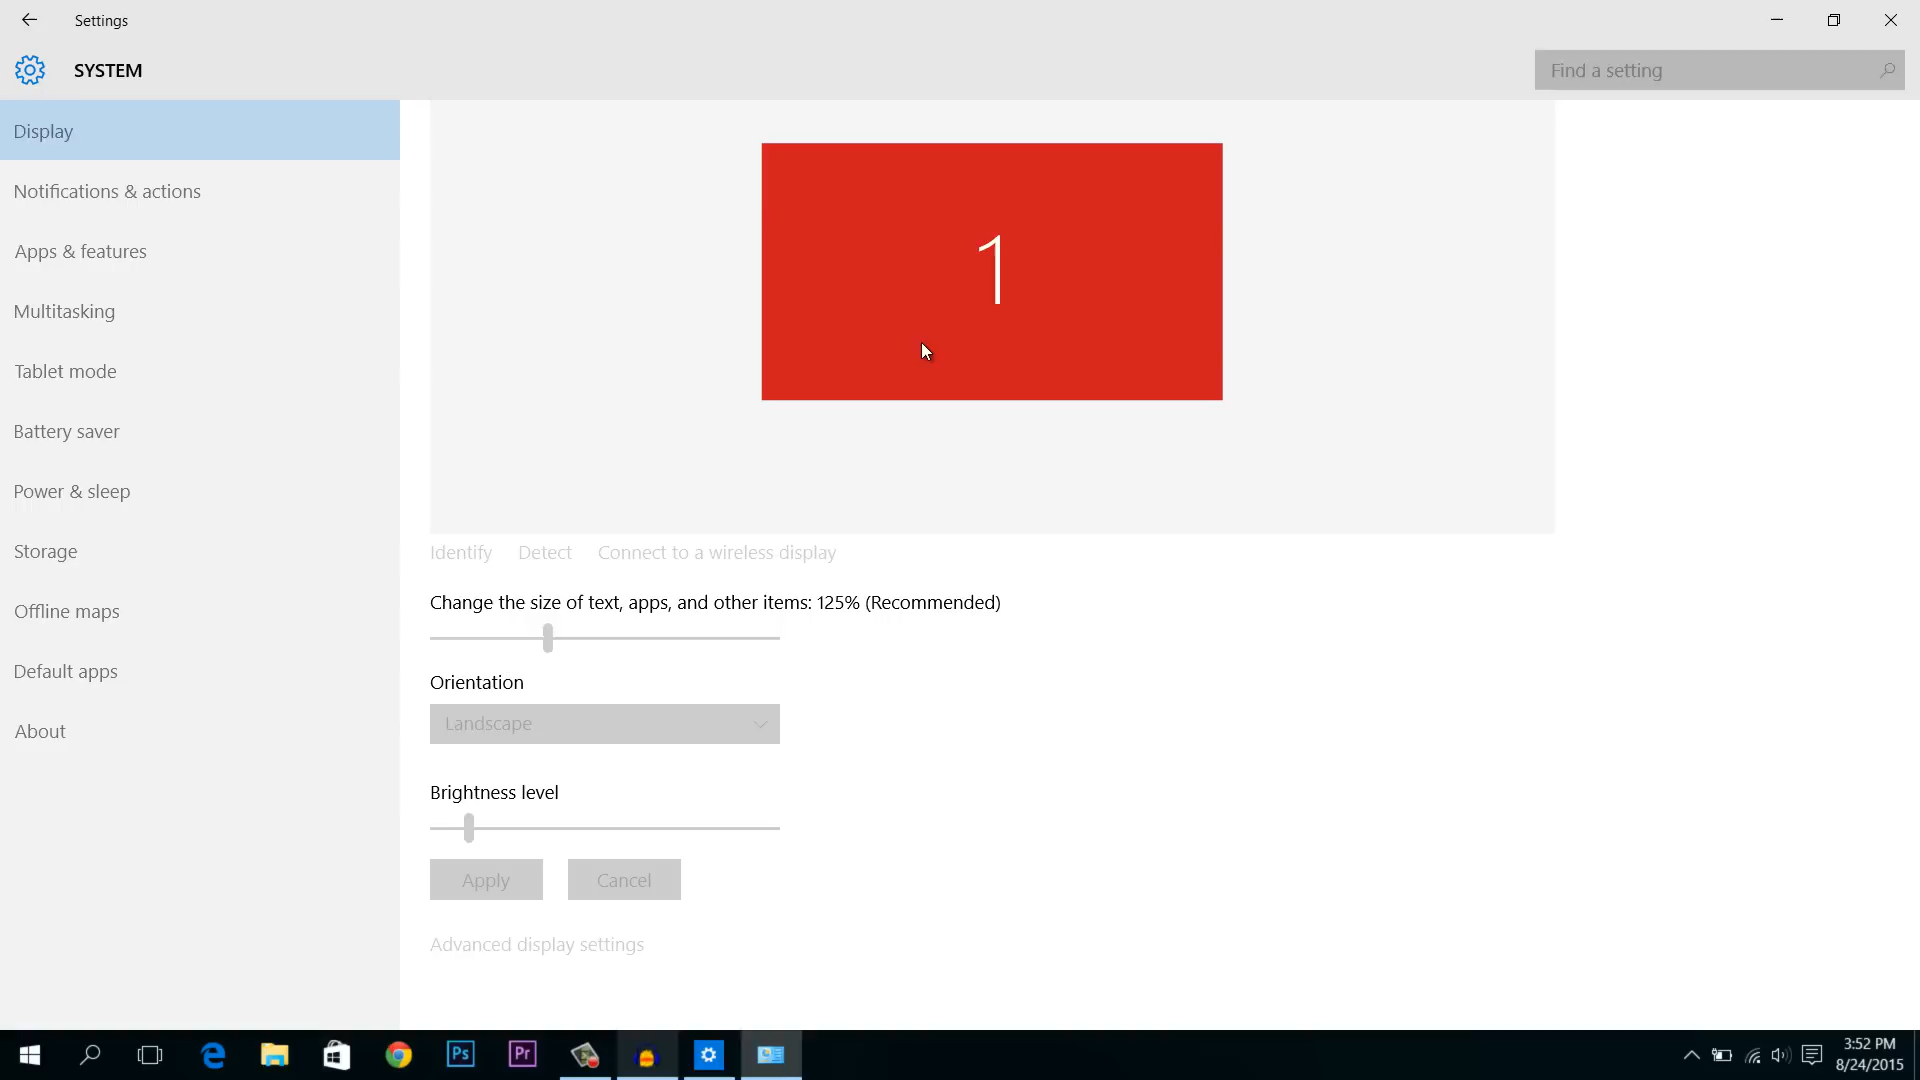 Settings
SYSTEM
Find a setting
Display
Notifications & actions
Apps & features
Multitasking
Tablet mode
Battery saver
Power & sleep
Storage
Offline maps
Default apps
About
1
Identify Detect Connect to a wireless display
Change the size of text, apps, and other items: 125% (Recommended)
Orientation
Landscape
Brightness level
Apply Cancel
Advanced display settings
Ps Pr
3:52 PM
8/24/2015